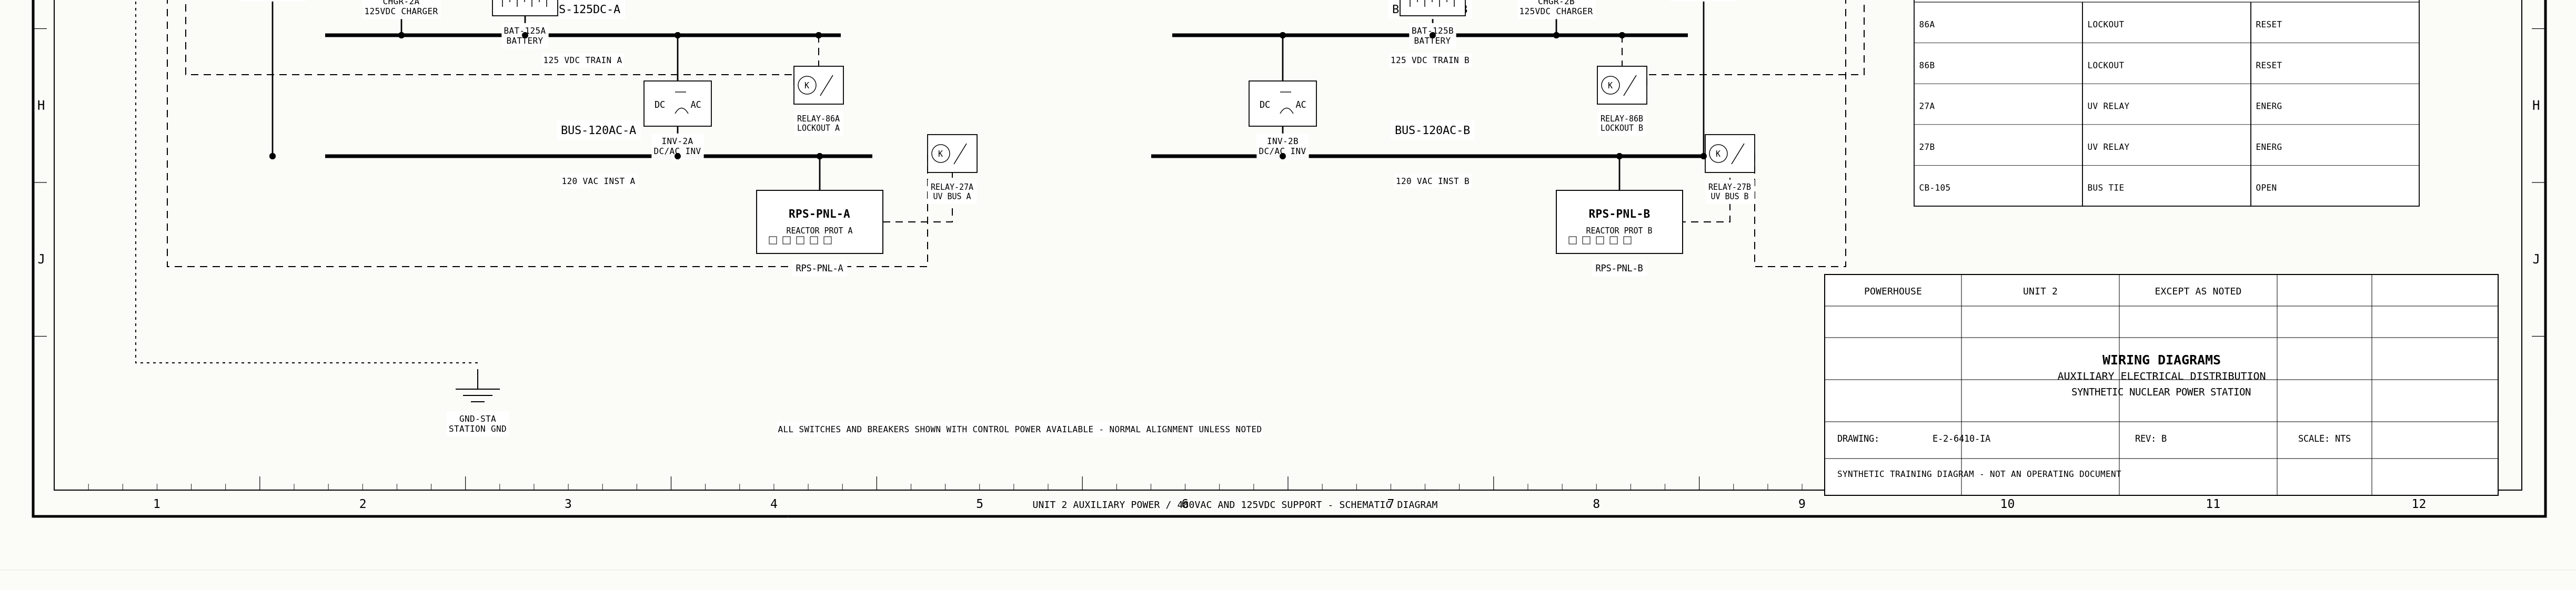 CHGR-2A
125VDC CHARGER
S-125DC-A
BAT-125A
BATTERY
125 VDC TRAIN A
CHGR-2B
125VDC CHARGER
BAT-125B
BATTERY
125 VDC TRAIN B
86A LOCKOUT RESET
86B LOCKOUT RESET
27A UV RELAY ENERG
27B UV RELAY ENERG
CB-105 BUS TIE OPEN
H
H
DC AC
K
RELAY-86A
LOCKOUT A
BUS-120AC-A
INV-2A
DC/AC INV
120 VAC INST A
K
RELAY-27A
UV BUS A
DC AC
K
RELAY-86B
LOCKOUT B
BUS-120AC-B
INV-2B
DC/AC INV
120 VAC INST B
K
RELAY-27B
UV BUS B
RPS-PNL-A
REACTOR PROT A
RPS-PNL-A
RPS-PNL-B
REACTOR PROT B
RPS-PNL-B
J
J
GND-STA
STATION GND
ALL SWITCHES AND BREAKERS SHOWN WITH CONTROL POWER AVAILABLE - NORMAL ALIGNMENT UNLESS NOTED
POWERHOUSE UNIT 2 EXCEPT AS NOTED
WIRING DIAGRAMS
AUXILIARY ELECTRICAL DISTRIBUTION
SYNTHETIC NUCLEAR POWER STATION
DRAWING: E-2-6410-IA REV: B SCALE: NTS
SYNTHETIC TRAINING DIAGRAM - NOT AN OPERATING DOCUMENT
1 2 3 4 5 6 7 8 9 10 11 12
UNIT 2 AUXILIARY POWER / 480VAC AND 125VDC SUPPORT - SCHEMATIC DIAGRAM